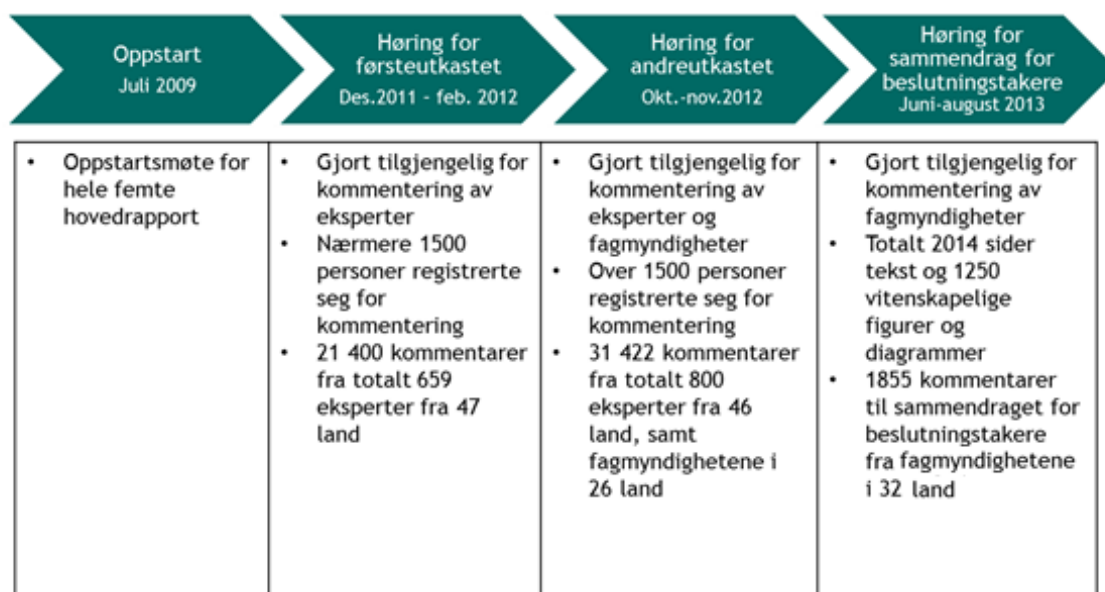 Oppstart
Juli 2009
Høring for
førsteutkastet
Des.2011 - feb. 2012
Høring for
andreutkastet
Okt.-nov.2012
Høring for
sammendrag for
beslutningstakere
Juni-august 2013
• Oppstartsmøte for
hele femte
hovedrapport
• Gjort tilgjengelig for
kommentering av
eksperter
• Nærmere 1500
personer registrerte
seg for
kommentering
• 21 400 kommentarer
fra totalt 659
eksperter fra 47
land
• Gjort tilgjengelig for
kommentering av
eksperter og
fagmyndigheter
• Over 1500 personer
registrerte seg for
kommentering
• 31 422 kommentarer
fra totalt 800
eksperter fra 46
land, samt
fagmyndighetene i
26 land
• Gjort tilgjengelig for
kommentering av
fagmyndigheter
• Totalt 2014 sider
tekst og 1250
vitenskapelige
figurer og
diagrammer
• 1855 kommentarer
til sammendraget for
beslutningstakere
fra fagmyndighetene
i 32 land